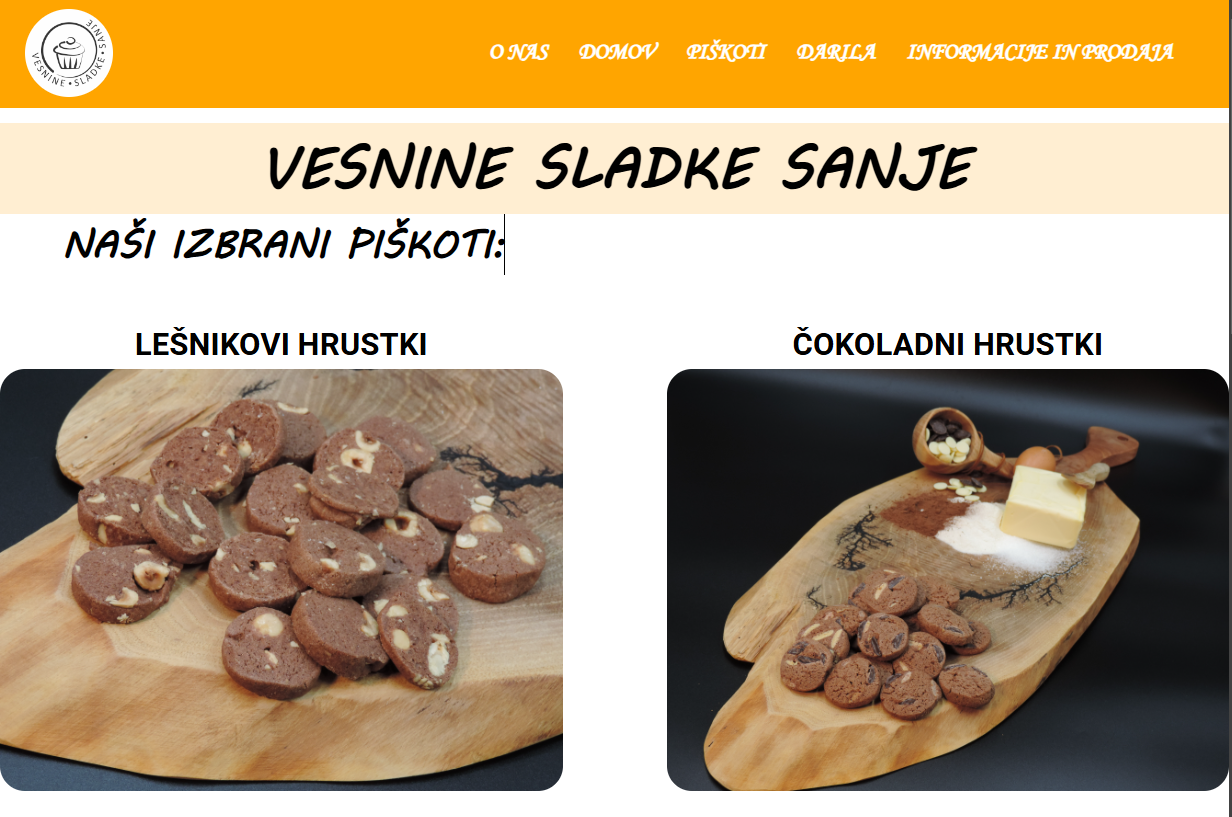 VESNINE • SLADKE • SANJE
O NAS DOMOV PIŠKOTI DARILA INFORMACIJE IN PRODAJA
VESNINE SLADKE SANJE
NAŠI IZBRANI PIŠKOTI:
LEŠNIKOVI HRUSTKI ČOKOLADNI HRUSTKI